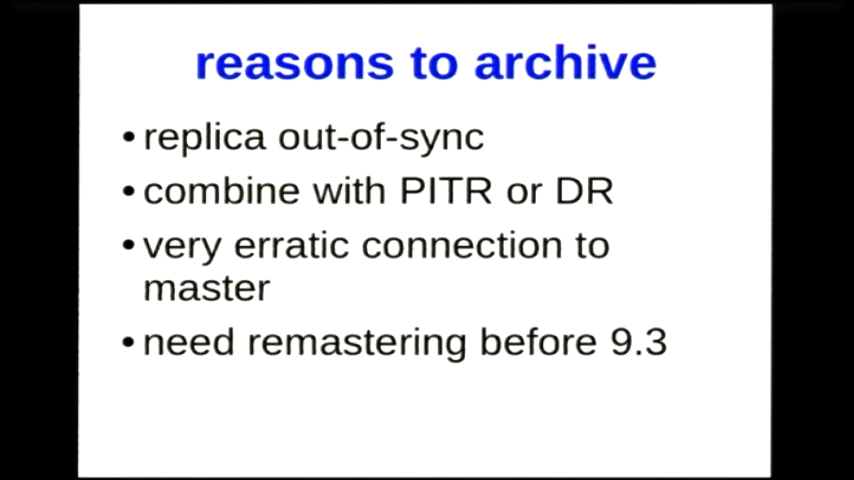 reasons to archive
• replica out-of-sync
• combine with PITR or DR
• very erratic connection to
master
• need remastering before 9.3